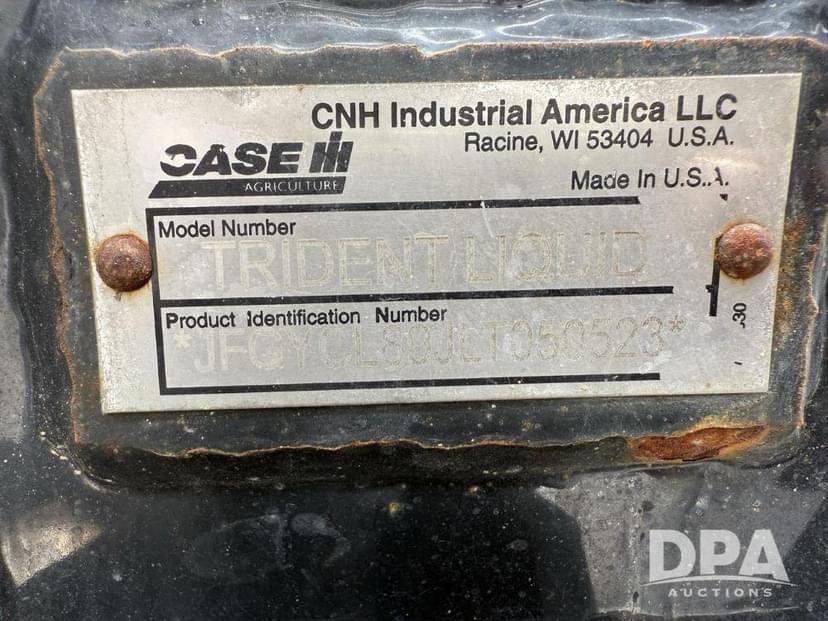 CNH Industrial America LLC
Racine, WI 53404 U.S.A.
CASE IH
AGRICULTURE
Made In U.S.A.
Model Number
TRIDENT LIQUID
Product Identification Number
DPA
AUCTIONS